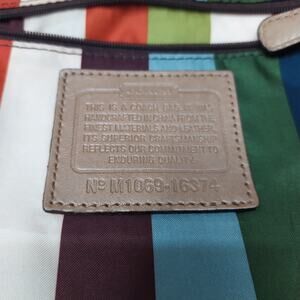 COACH
THIS IS A COACH BAG. IT WAS
HANDCRAFTED IN CHINA FROM THE
FINEST MATERIALS AND LEATHER.
ITS SUPERIOR CRAFTSMANSHIP
REFLECTS OUR COMMITMENT TO
ENDURING QUALITY.
Nº M1069-16374